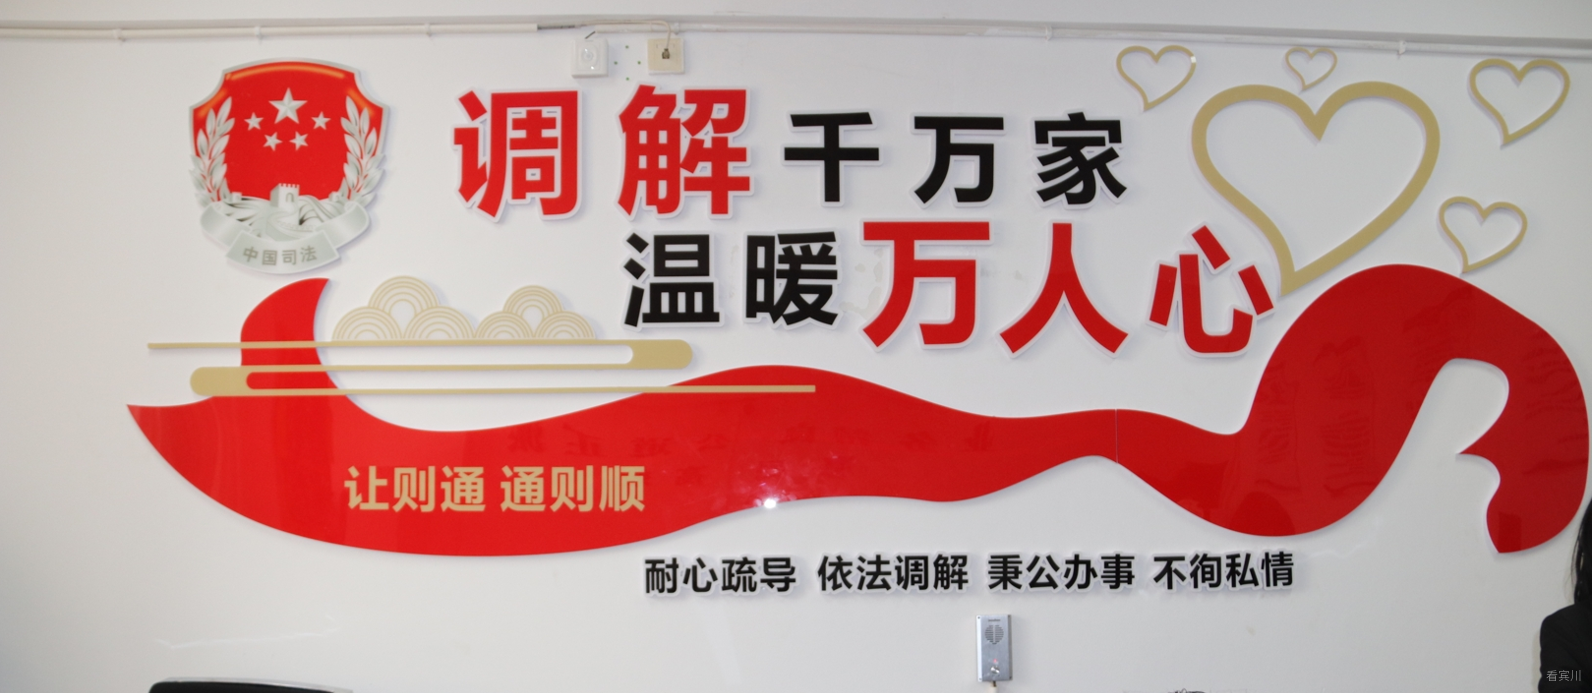 调解千万家
中国司法
温暖万人心
让则通 通则顺
耐心疏导 依法调解 秉公办事 不徇私情
看宾川